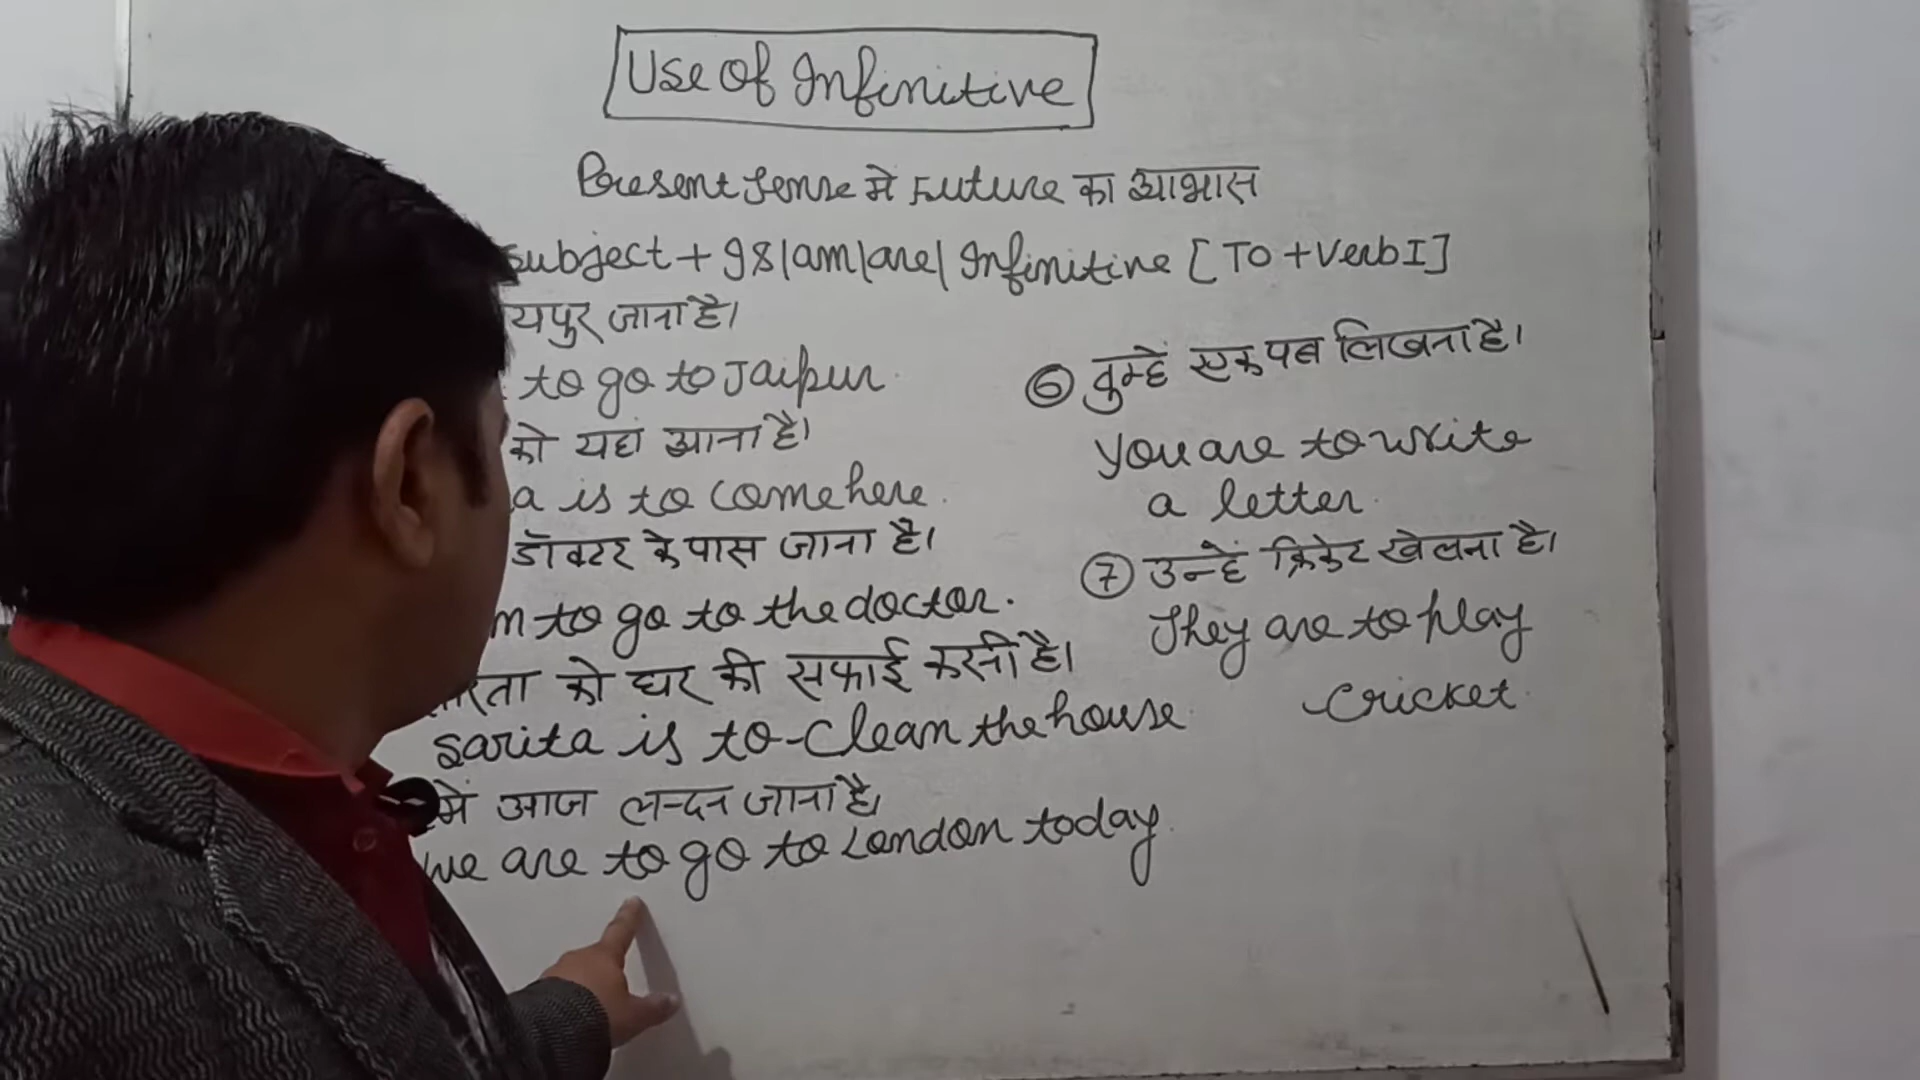 Use Of Infinitive
Present Tense मे Future का आभास
Subject + Is/am/are/ Infinitive [To + Verb I]
जाना है।
to go to Jaipur
को यहां आना है।
is to come here.
डॉक्टर के पास जाना है।
to go to the doctor.
को घर की सफाई करनी है।
Sarita is to clean the house
आज लन्दन जाना है।
we are to go to London today.
⑥ तुम्हें एक पत्र लिखना है।
You are to write
a letter.
⑦ उन्हें क्रिकेट खेलना है।
They are to play
cricket.